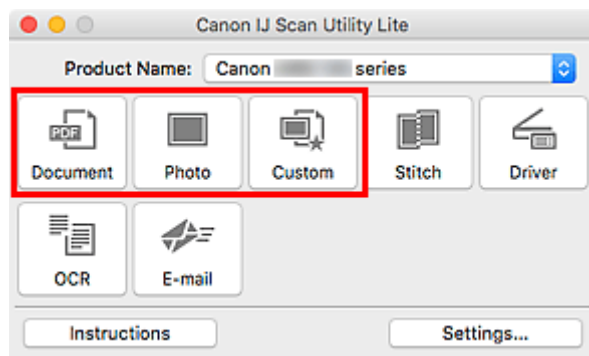 Canon IJ Scan Utility Lite
Product Name: Canon series
PDF
Document Photo Custom Stitch Driver
OCR E-mail
Instructions Settings...